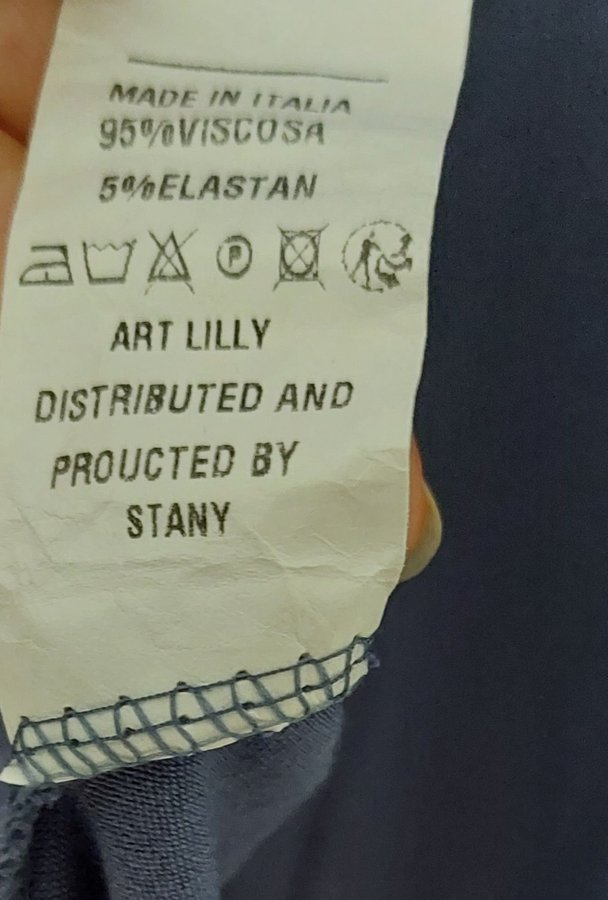 MADE IN ITALIA
95%VISCOSA
5%ELASTAN
P
ART LILLY
DISTRIBUTED AND
PROUCTED BY
STANY